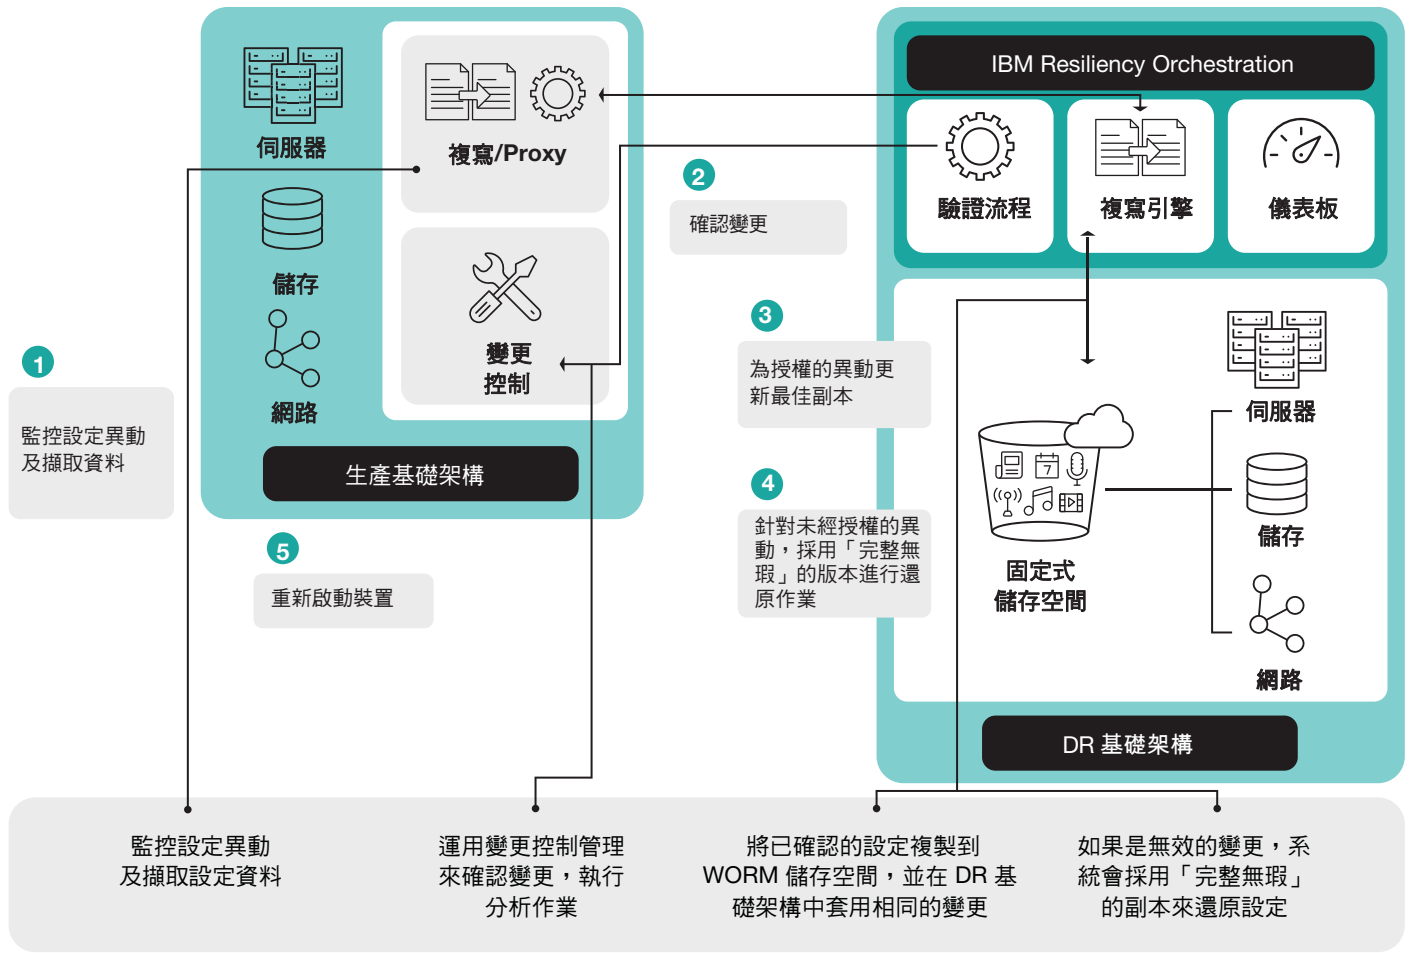 伺服器
儲存
網路
複寫/Proxy
變更
控制
生產基礎架構
IBM Resiliency Orchestration
驗證流程
複寫引擎
儀表板
1
監控設定異動
及擷取資料
2
確認變更
3
為授權的異動更
新最佳副本
4
針對未經授權的異
動，採用「完整無
瑕」的版本進行還
原作業
5
重新啟動裝置
7
固定式
儲存空間
伺服器
儲存
網路
DR 基礎架構
監控設定異動
及擷取設定資料
運用變更控制管理
來確認變更，執行
分析作業
將已確認的設定複製到
WORM 儲存空間，並在 DR 基
礎架構中套用相同的變更
如果是無效的變更，系
統會採用「完整無瑕」
的副本來還原設定